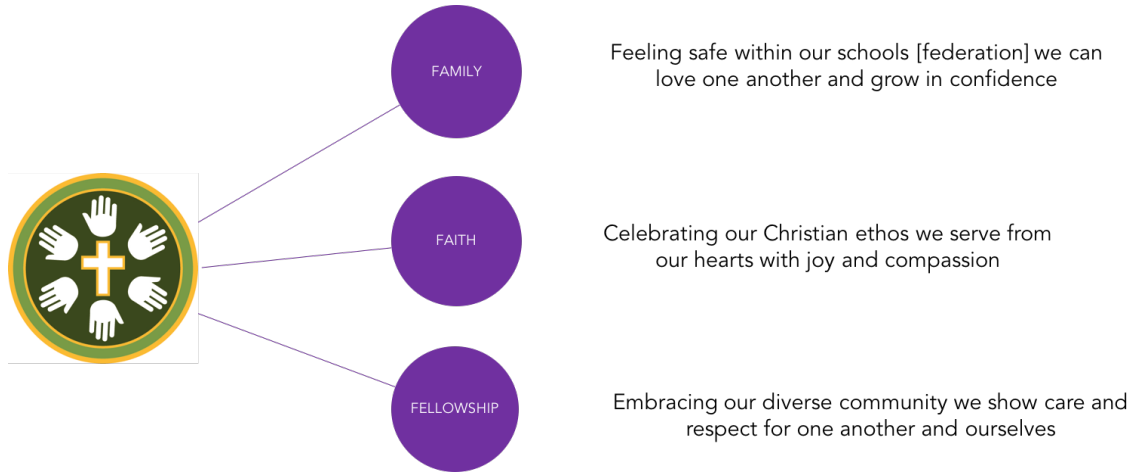 FAMILY
Feeling safe within our schools [federation] we can
love one another and grow in confidence
FAITH
Celebrating our Christian ethos we serve from
our hearts with joy and compassion
FELLOWSHIP
Embracing our diverse community we show care and
respect for one another and ourselves